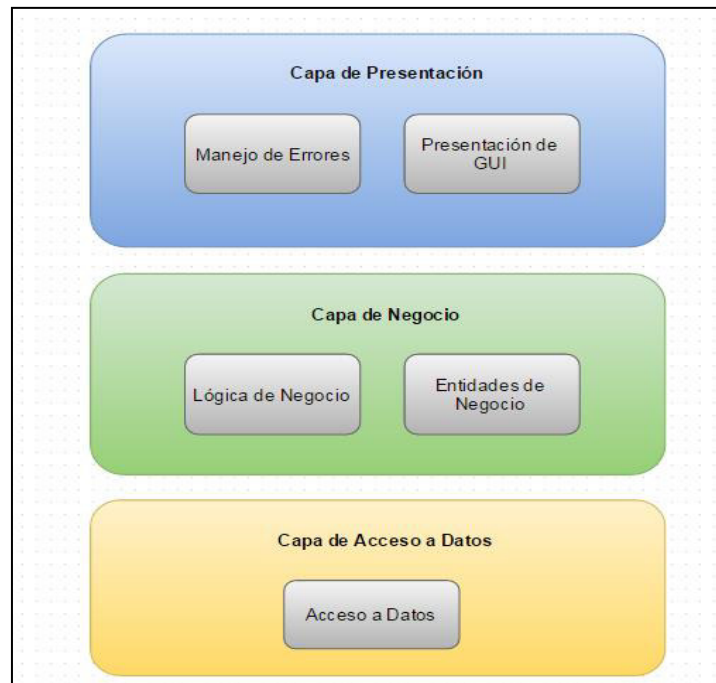 Capa de Presentación
Manejo de Errores
Presentación de
GUI
Capa de Negocio
Lógica de Negocio
Entidades de
Negocio
Capa de Acceso a Datos
Acceso a Datos